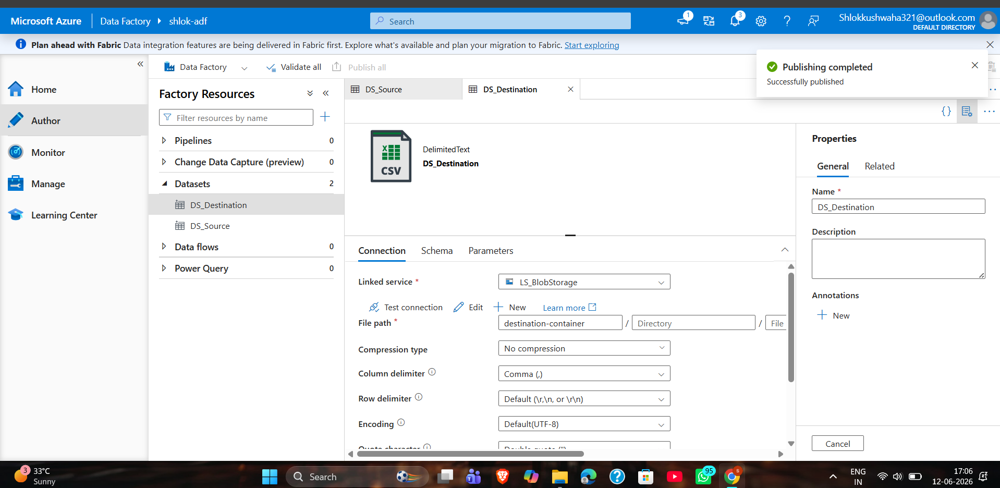 Microsoft Azure
Data Factory
shlok-adf
Search
1
3
Shlokkushwaha321@outlook.com
DEFAULT DIRECTORY
Plan ahead with Fabric Data integration features are being delivered in Fabric first. Explore what's available and plan your migration to Fabric. Start exploring
Home
Author
Monitor
Manage
Learning Center
Data Factory
Validate all
Publish all
Publishing completed
Successfully published
Factory Resources
Filter resources by name
Pipelines 0
Change Data Capture (preview) 0
Datasets 2
DS_Destination
DS_Source
Data flows 0
Power Query 0
DS_Source
DS_Destination
{}
X
CSV
DelimitedText
DS_Destination
Connection
Schema
Parameters
Linked service *
LS_BlobStorage
Test connection
Edit
New
Learn more
File path *
destination-container / Directory / File
Compression type
No compression
Column delimiter
Comma (,)
Row delimiter
Default (\r,\n, or \r\n)
Encoding
Default(UTF-8)
Quote character
Double quote (")
Properties
General
Related
Name *
DS_Destination
Description
Annotations
New
Cancel
3
33°C
Sunny
Search
95
s
ENG
IN
17:06
12-06-2026